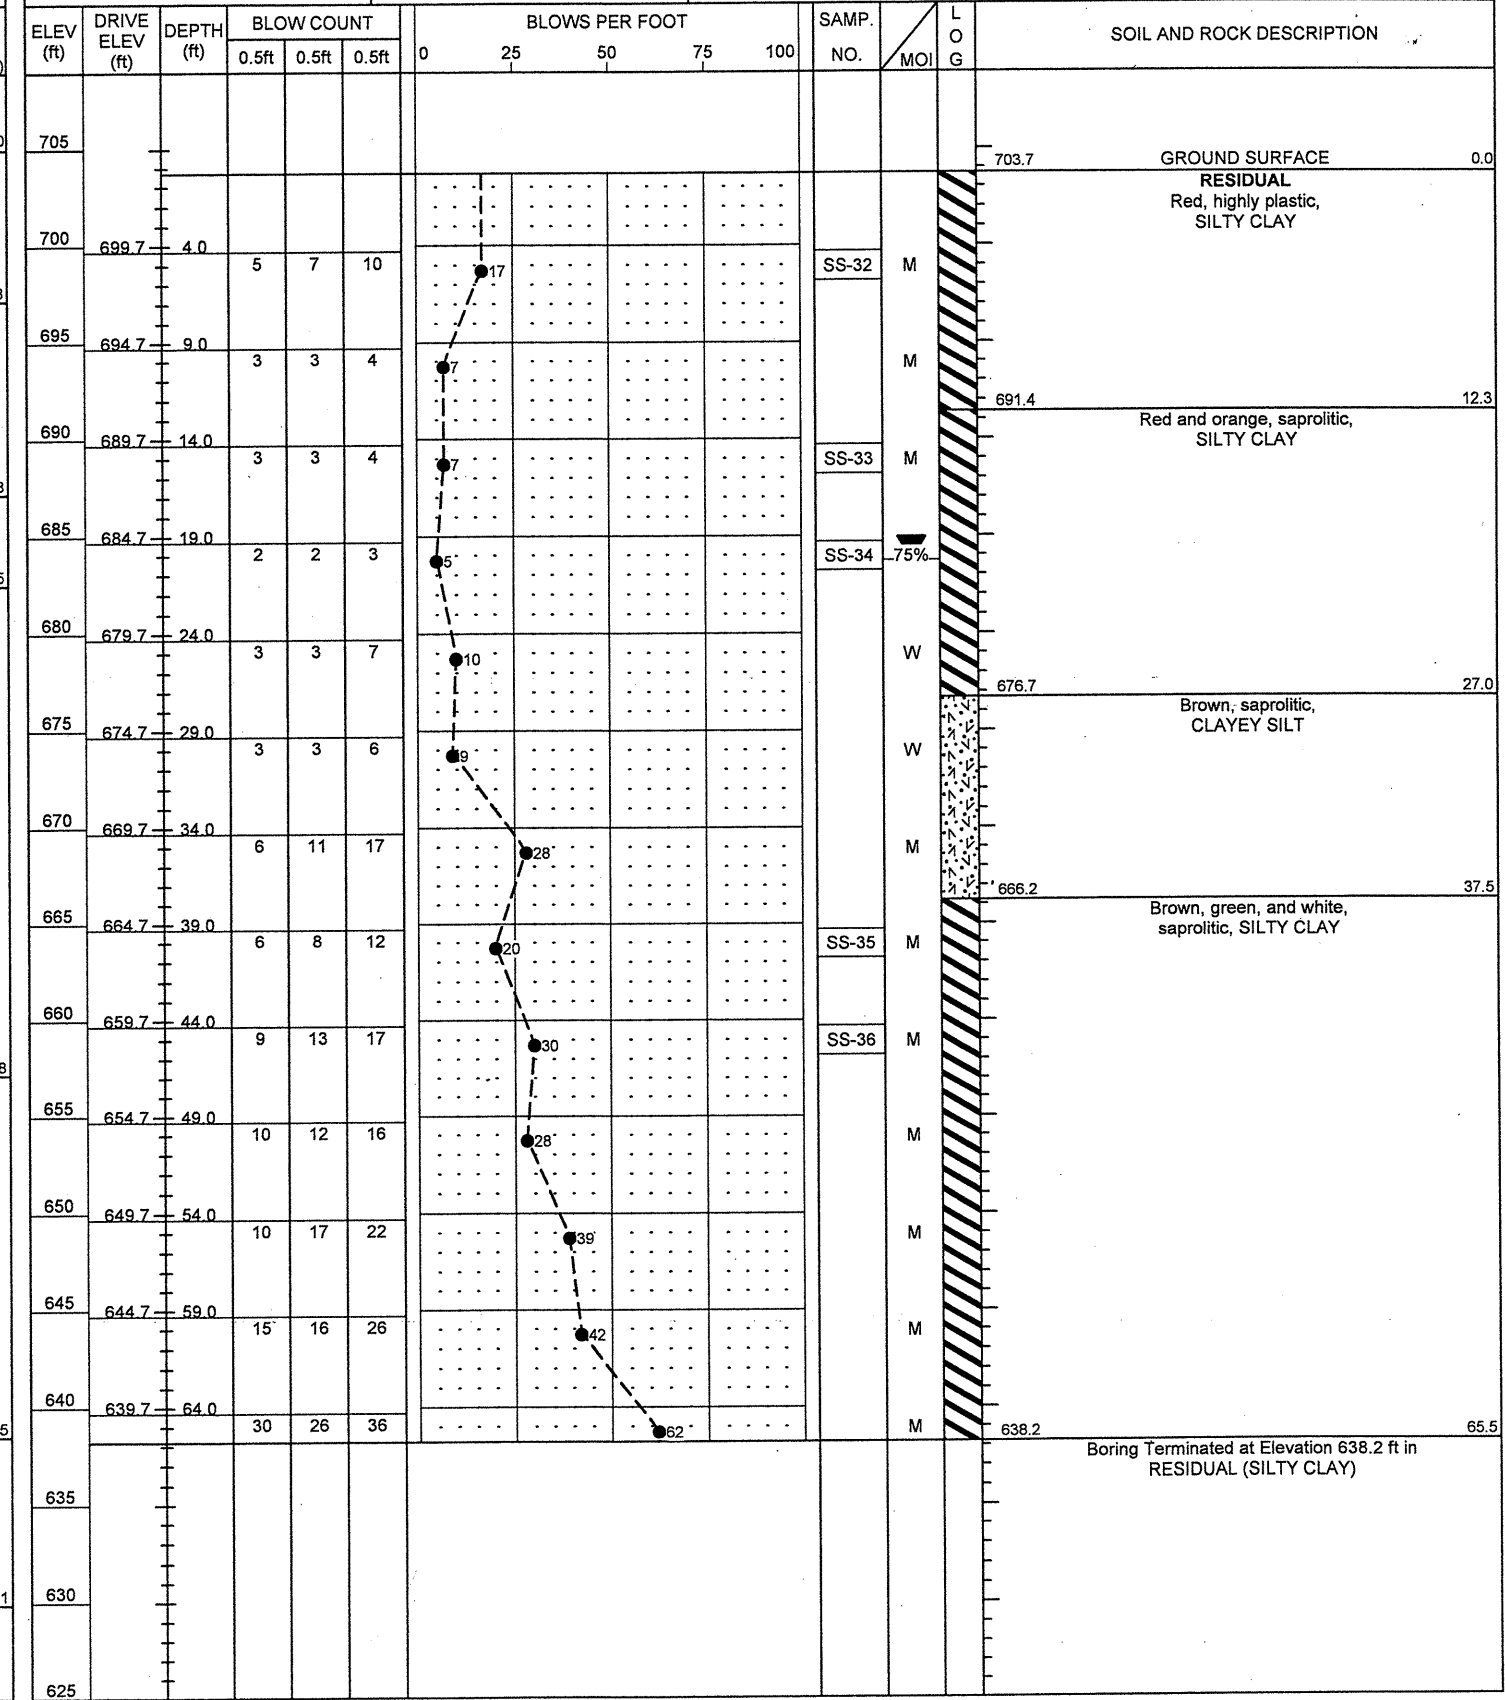 ELEV (ft) DRIVE ELEV (ft) DEPTH (ft) BLOW COUNT BLOWS PER FOOT SAMP. NO. MOI LOG SOIL AND ROCK DESCRIPTION
0.5ft 0.5ft 0.5ft 0 25 50 75 100
705
703.7 GROUND SURFACE 0.0
RESIDUAL
Red, highly plastic,
SILTY CLAY
700 699.7 4.0
5 7 10 17 SS-32 M
695 694.7 9.0
3 3 4 7 M
691.4 12.3
Red and orange, saprolitic,
SILTY CLAY
690 689.7 14.0
3 3 4 7 SS-33 M
685 684.7 19.0
2 2 3 5 SS-34 75%
680 679.7 24.0
3 3 7 10 W
676.7 27.0
Brown, saprolitic,
CLAYEY SILT
675 674.7 29.0
3 3 6 9 W
670 669.7 34.0
6 11 17 28 M
666.2 37.5
Brown, green, and white,
saprolitic, SILTY CLAY
665 664.7 39.0
6 8 12 20 SS-35 M
660 659.7 44.0
9 13 17 30 SS-36 M
655 654.7 49.0
10 12 16 28 M
650 649.7 54.0
10 17 22 39 M
645 644.7 59.0
15 16 26 42 M
640 639.7 64.0
30 26 36 62 M
638.2 65.5
Boring Terminated at Elevation 638.2 ft in
RESIDUAL (SILTY CLAY)
635
630
625